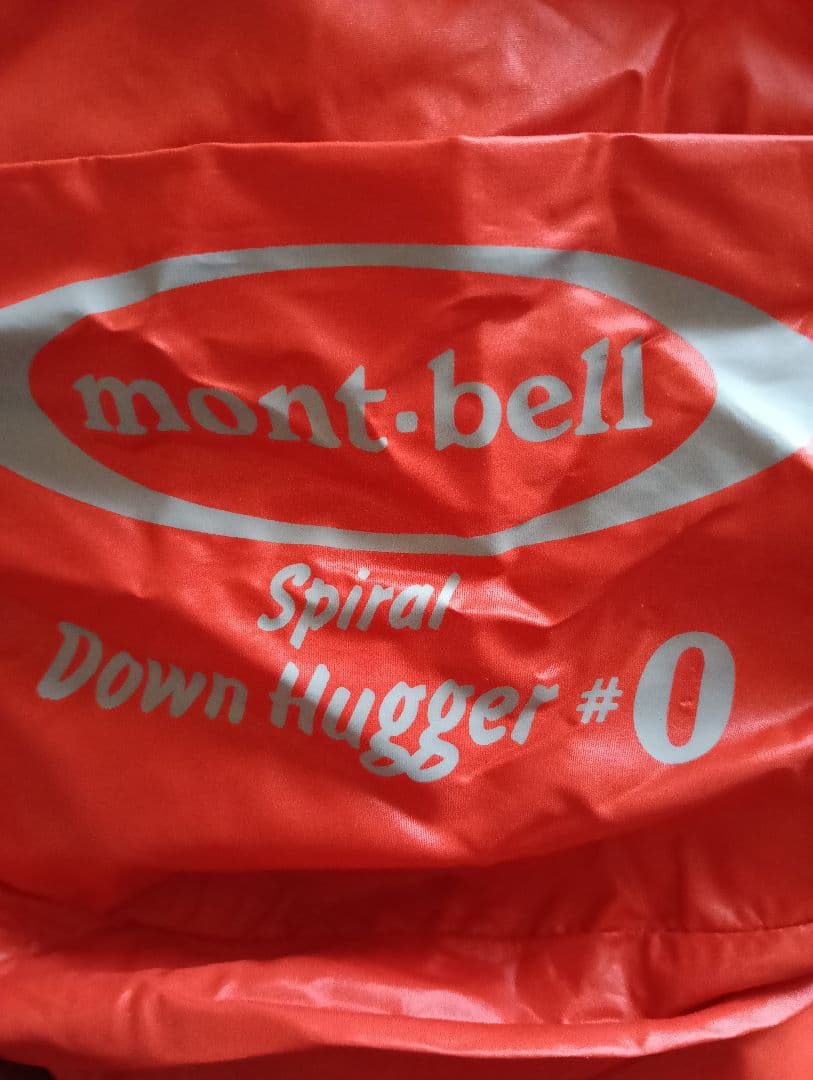 mont·bell
Spiral
Down Hugger #0